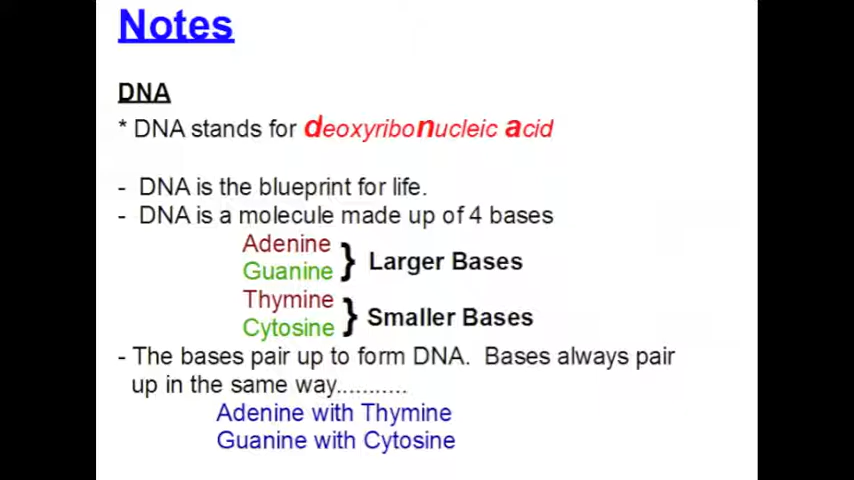 Notes
DNA
* DNA stands for deoxyribonucleic acid
- DNA is the blueprint for life.
- DNA is a molecule made up of 4 bases
Adenine
Guanine
} Larger Bases
Thymine
Cytosine
} Smaller Bases
- The bases pair up to form DNA. Bases always pair
up in the same way...........
Adenine with Thymine
Guanine with Cytosine